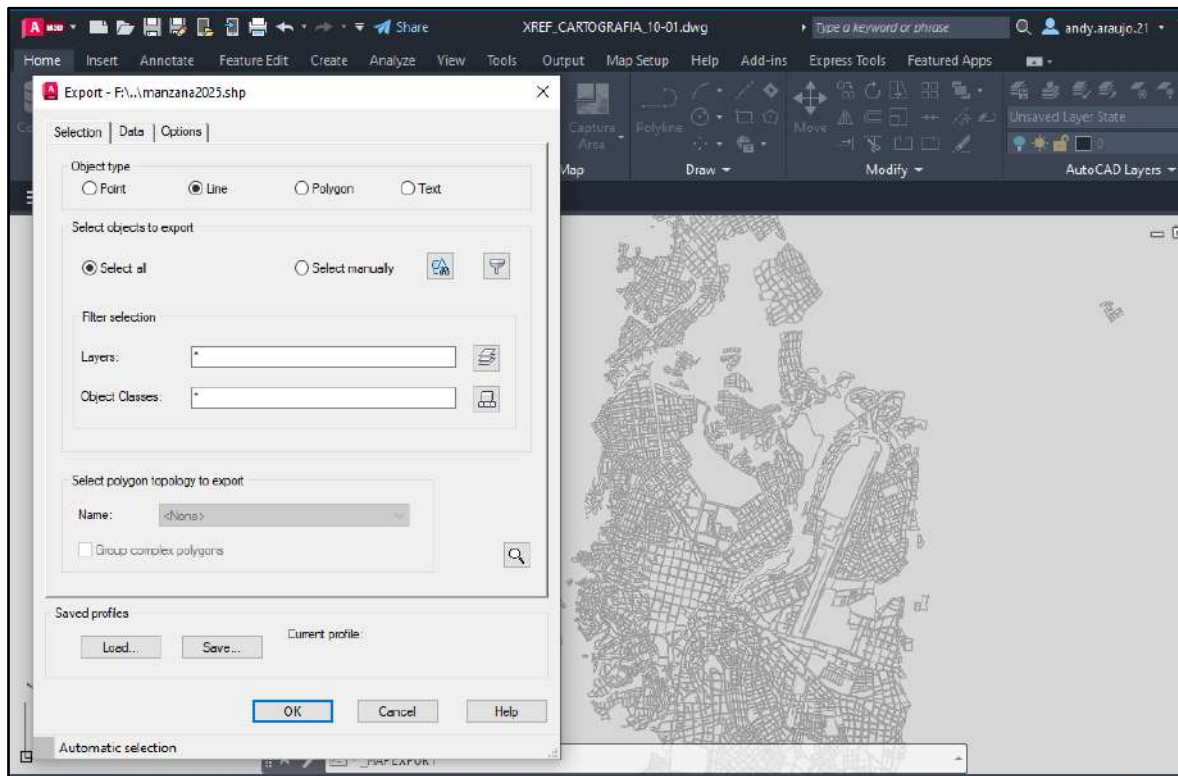 A M3D Share XREF_CARTOGRAFIA_10-01.dwg Type a keyword or phrase andy.araujo.21
Home Insert Annotate Feature Edit Create Analyze View Tools Output Map Setup Help Add-ins Express Tools Featured Apps
Export - F:\..\manzana2025.shp
Selection Data Options
Object type
Point Line Polygon Text
Select objects to export
Select all Select manually
Filter selection
Layers: *
Object Classes: *
Select polygon topology to export
Name: <None>
Group complex polygons
Saved profiles
Load... Save... Current profile:
OK Cancel Help
Automatic selection
Capture
Area
Polyline
Move
Unsaved Layer State
0
Map Draw Modify AutoCAD Layers
_MAPEXPORT